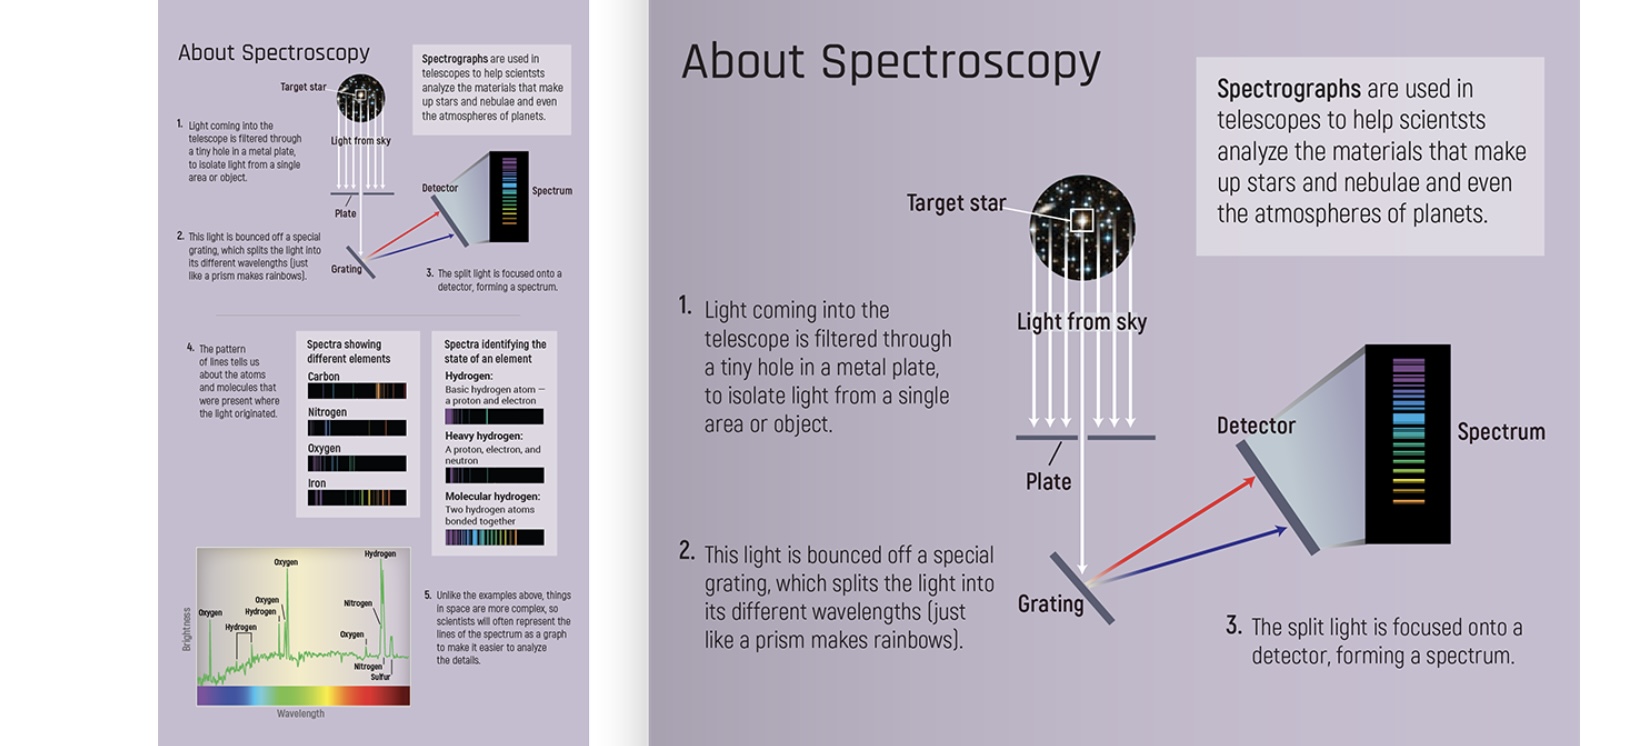 About Spectroscopy
Spectrographs are used in
telescopes to help scientsts
analyze the materials that make
up stars and nebulae and even
the atmospheres of planets.
Target star
1. Light coming into the
telescope is filtered through
a tiny hole in a metal plate,
to isolate light from a single
area or object.
Light from sky
Detector
Spectrum
Plate
2. This light is bounced off a special
grating, which splits the light into
its different wavelengths (just
like a prism makes rainbows).
Grating
3. The split light is focused onto a
detector, forming a spectrum.
4. The pattern
of lines tells us
about the atoms
and molecules that
were present where
the light originated.
Spectra showing
different elements
Carbon
Nitrogen
Oxygen
Iron
Spectra identifying the
state of an element
Hydrogen:
Basic hydrogen atom —
a proton and electron
Heavy hydrogen:
A proton, electron, and
neutron
Molecular hydrogen:
Two hydrogen atoms
bonded together
Hydrogen
Oxygen
Oxygen
Hydrogen
Nitrogen
Oxygen
Hydrogen
Oxygen
Nitrogen
Sulfur
Brightness
Wavelength
5. Unlike the examples above, things
in space are more complex, so
scientists will often represent the
lines of the spectrum as a graph
to make it easier to analyze
the details.
About Spectroscopy
Spectrographs are used in
telescopes to help scientsts
analyze the materials that make
up stars and nebulae and even
the atmospheres of planets.
Target star
1. Light coming into the
telescope is filtered through
a tiny hole in a metal plate,
to isolate light from a single
area or object.
Light from sky
Detector
Spectrum
Plate
2. This light is bounced off a special
grating, which splits the light into
its different wavelengths (just
like a prism makes rainbows).
Grating
3. The split light is focused onto a
detector, forming a spectrum.